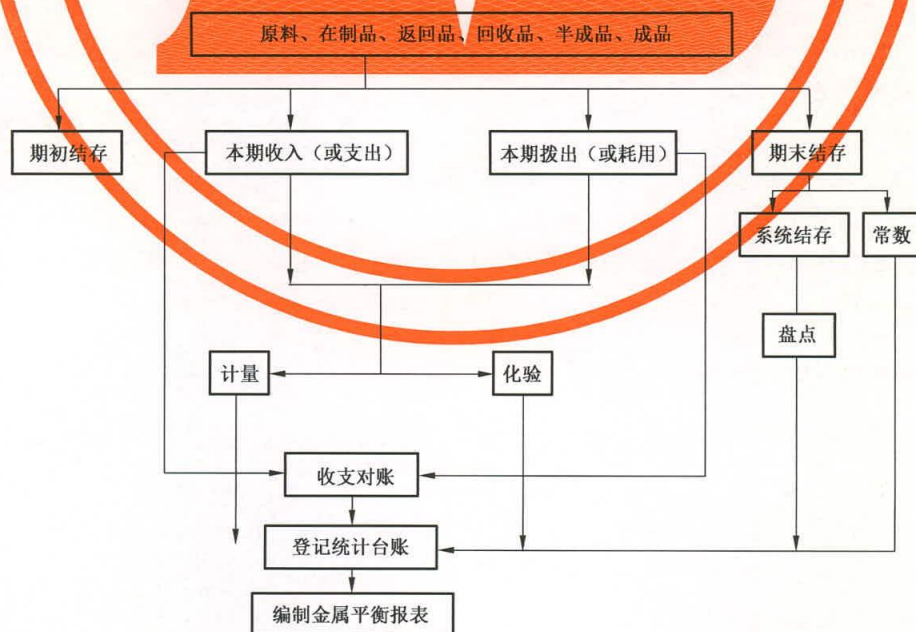 原料、在制品、返回品、回收品、半成品、成品
期初结存
本期收入（或支出）
本期拨出（或耗用）
期末结存
系统结存
常数
盘点
计量
化验
收支对账
登记统计台账
编制金属平衡报表